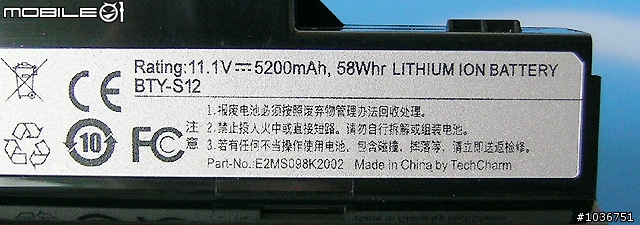 MOBILE01
Rating:11.1V⎓5200mAh, 58Whr LITHIUM ION BATTERY
BTY-S12
CE
10
FC
注意
1.报废电池必须按照废弃物管理办法回收处理.
2.禁止投入火中或直接短路. 请勿自行拆解或组装电池.
3.若有任何不当操作使用电池, 包含碰撞, 摔落等, 请立即送返检修.
Part-No.:E2MS098K2002 Made in China by TechCharm
#1036751